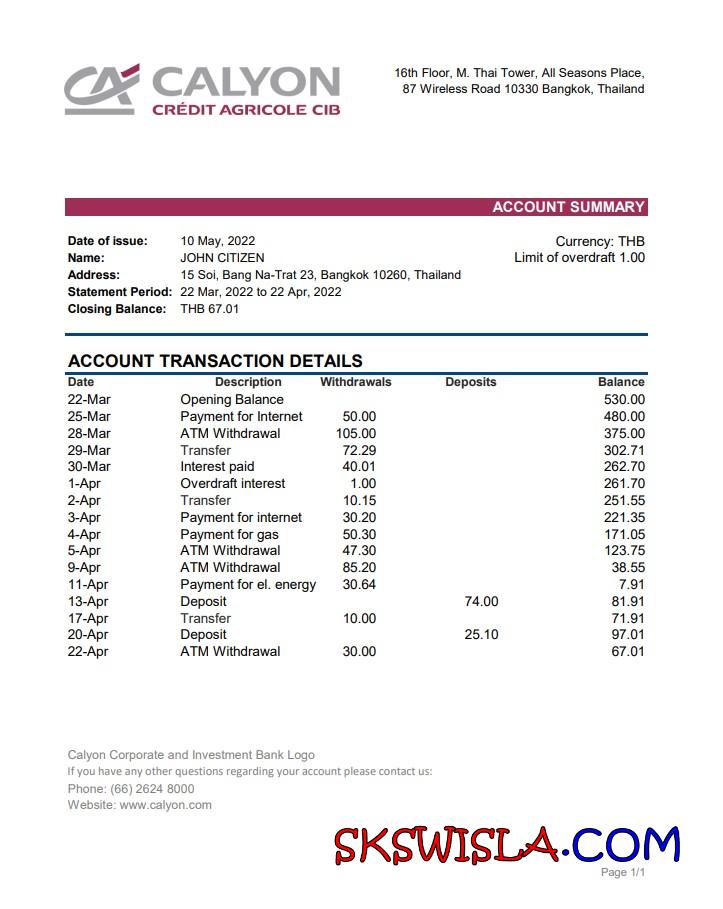 CALYON
CRÉDIT AGRICOLE CIB
16th Floor, M. Thai Tower, All Seasons Place,
87 Wireless Road 10330 Bangkok, Thailand
ACCOUNT SUMMARY
Date of issue: 10 May, 2022
Name: JOHN CITIZEN
Address: 15 Soi, Bang Na-Trat 23, Bangkok 10260, Thailand
Statement Period: 22 Mar, 2022 to 22 Apr, 2022
Closing Balance: THB 67.01
Currency: THB
Limit of overdraft 1.00
ACCOUNT TRANSACTION DETAILS
Date Description Withdrawals Deposits Balance
22-Mar Opening Balance 530.00
25-Mar Payment for Internet 50.00 480.00
28-Mar ATM Withdrawal 105.00 375.00
29-Mar Transfer 72.29 302.71
30-Mar Interest paid 40.01 262.70
1-Apr Overdraft interest 1.00 261.70
2-Apr Transfer 10.15 251.55
3-Apr Payment for internet 30.20 221.35
4-Apr Payment for gas 50.30 171.05
5-Apr ATM Withdrawal 47.30 123.75
9-Apr ATM Withdrawal 85.20 38.55
11-Apr Payment for el. energy 30.64 7.91
13-Apr Deposit 74.00 81.91
17-Apr Transfer 10.00 71.91
20-Apr Deposit 25.10 97.01
22-Apr ATM Withdrawal 30.00 67.01
Calyon Corporate and Investment Bank Logo
If you have any other questions regarding your account please contact us:
Phone: (66) 2624 8000
Website: www.calyon.com
SKSWISLA.COM
Page 1/1